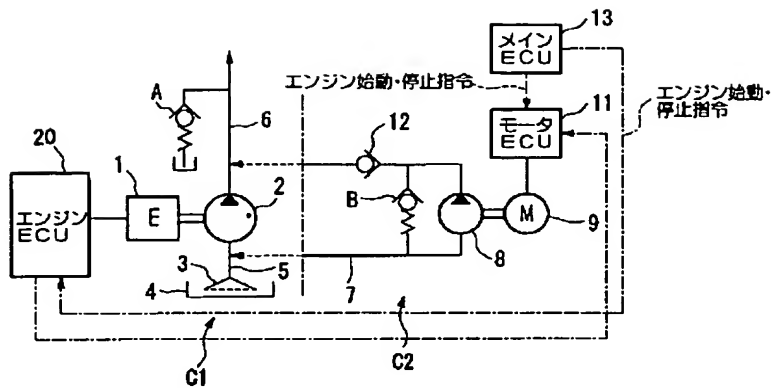 13
メイン
ECU
エンジン始動・停止指令
エンジン始動・
停止指令
A
6
12
11
モータ
ECU
20
1
2
B
エンジン
ECU
E
M
8
9
3
5
4
7
C1
C2